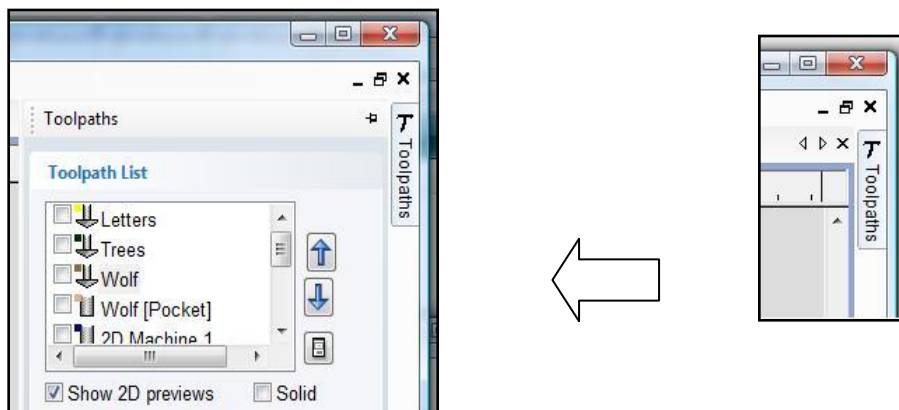 Toolpaths
Toolpaths
Toolpath List
Letters
Trees
Wolf
Wolf [Pocket]
2D Machine 1
Show 2D previews
Solid
Toolpaths